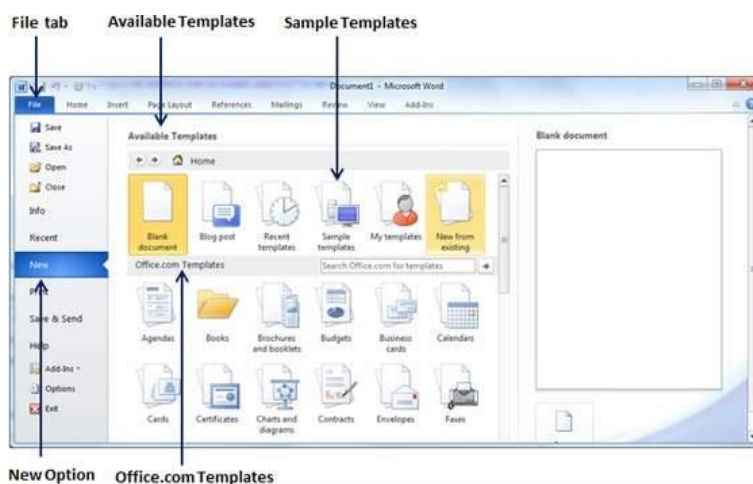 File tab Available Templates Sample Templates
Document1 - Microsoft Word
File Home Insert Page Layout References Mailings Review View Add-Ins
Save
Save As
Open
Close
Info
Recent
New
Print
Save & Send
Help
Add-Ins
Options
Exit
Available Templates
Home
Blank document
Blog post
Recent templates
Sample templates
My templates
New from existing
Office.com Templates
Search Office.com for templates
Agendas
Books
Brochures and booklets
Budgets
Business cards
Calendars
Cards
Certificates
Charts and diagrams
Contracts
Envelopes
Faxes
Blank document
New Option Office.com Templates